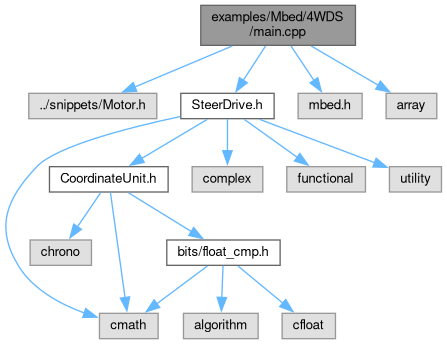 examples/Mbed/4WDS
/main.cpp
../snippets/Motor.h
SteerDrive.h
mbed.h
array
CoordinateUnit.h
complex
functional
utility
chrono
bits/float_cmp.h
cmath
algorithm
cfloat